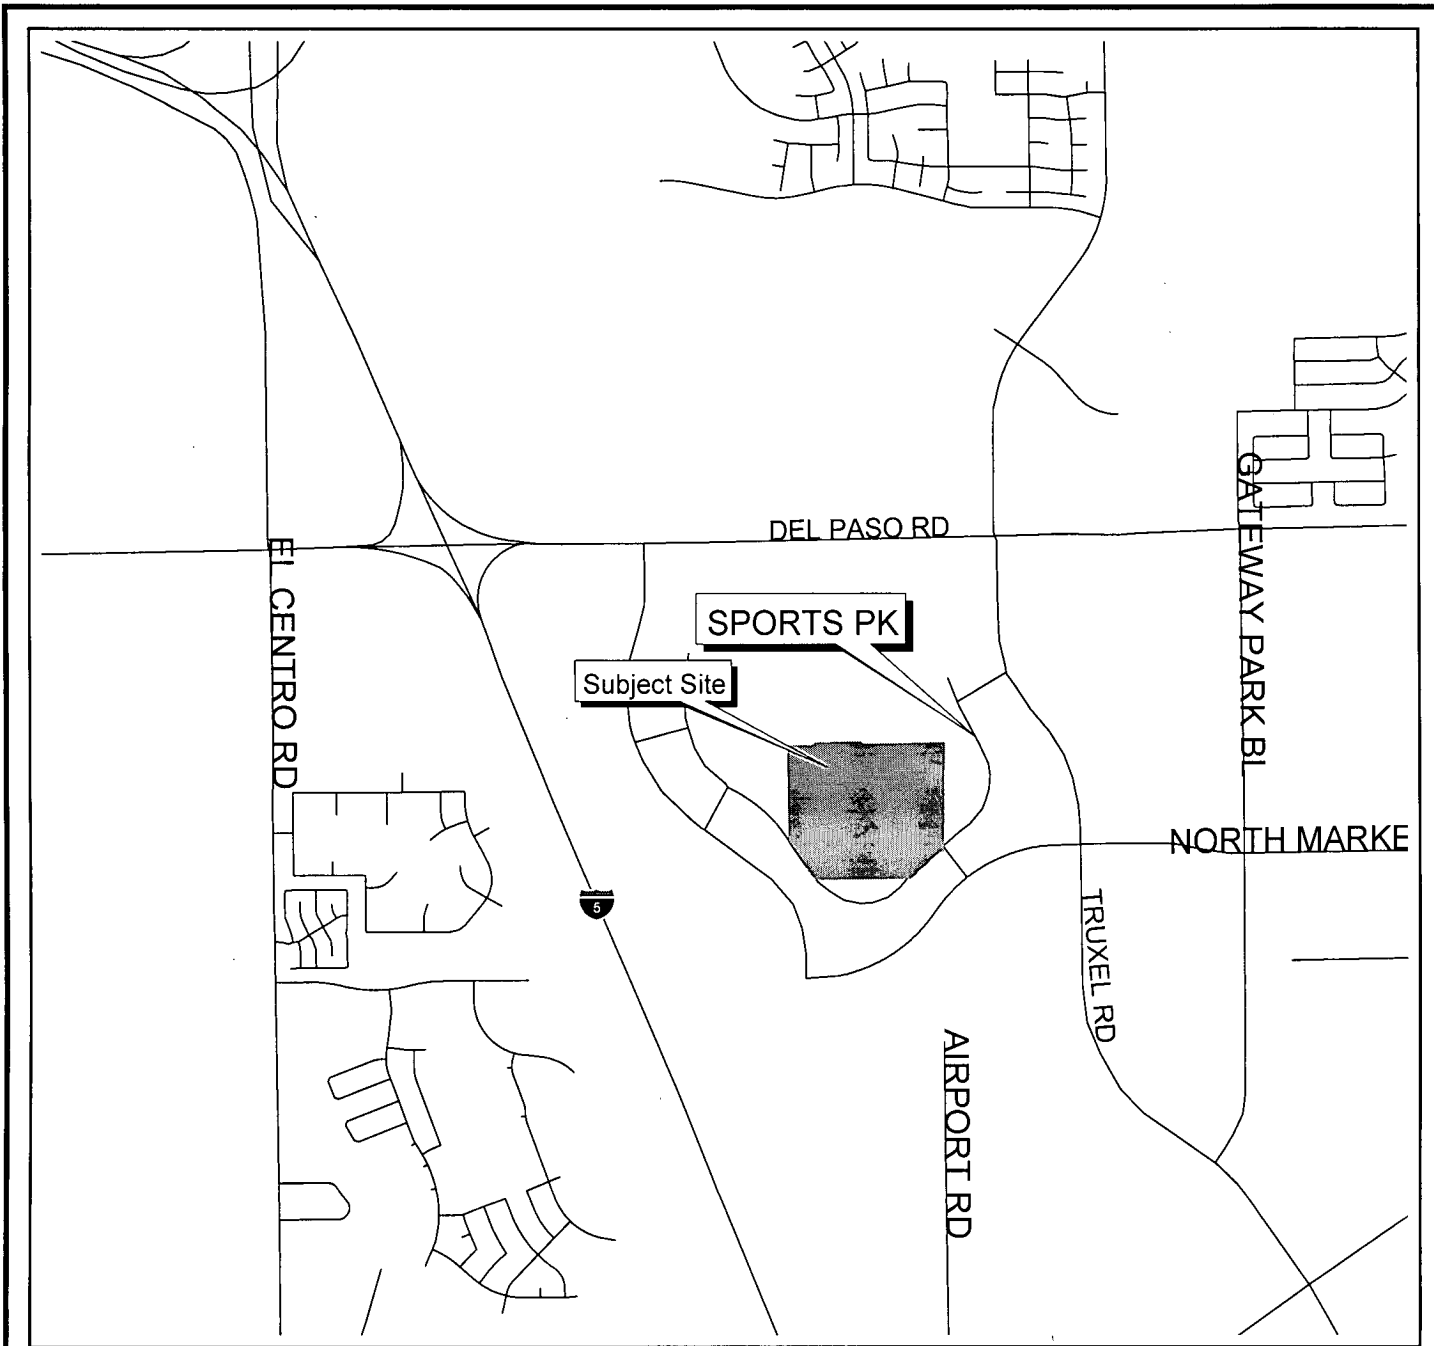 DEL PASO RD
GATEWAY PARK Bl
EL CENTRO RD
SPORTS PK
Subject Site
NORTH MARKE
5
TRUXEL RD
AIRPORT RD